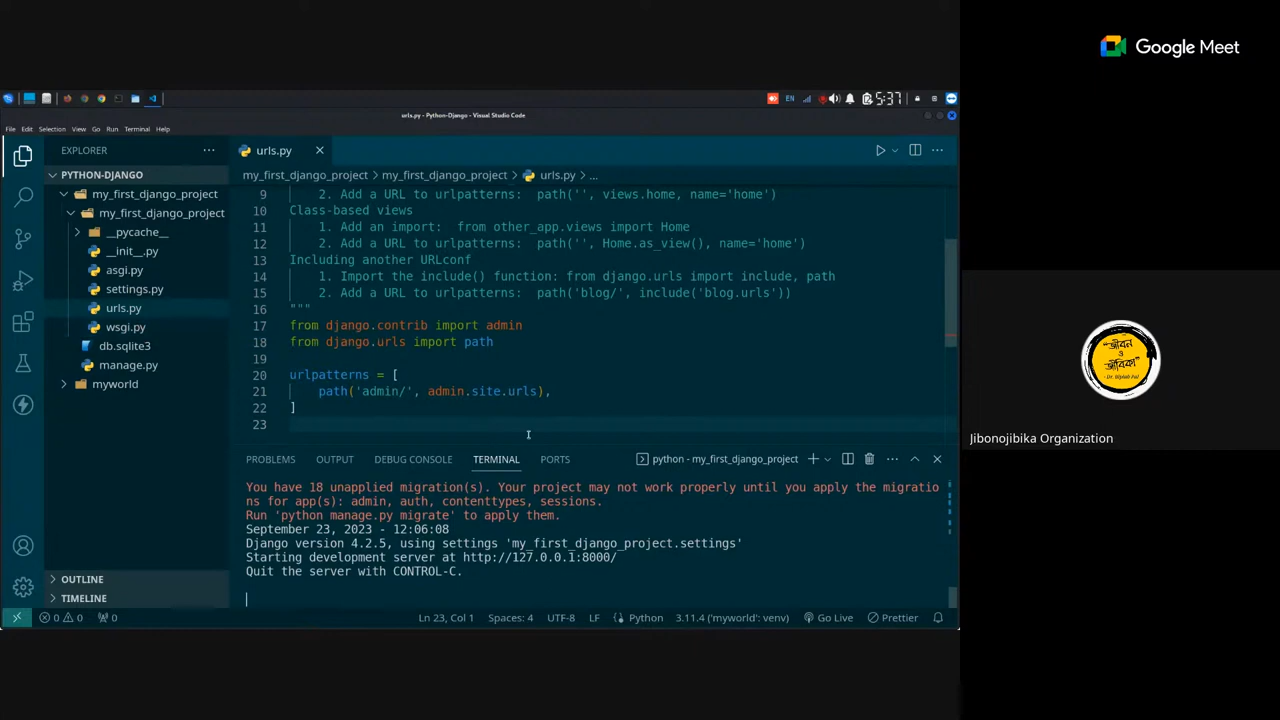 Google Meet
EN
5:37
urls.py - Python-Django - Visual Studio Code
File Edit Selection View Go Run Terminal Help
EXPLORER
urls.py
PYTHON-DJANGO
my_first_django_project > my_first_django_project > urls.py > ...
my_first_django_project
my_first_django_project
__pycache__
__init__.py
asgi.py
settings.py
urls.py
wsgi.py
db.sqlite3
manage.py
myworld
9 2. Add a URL to urlpatterns: path('', views.home, name='home')
10 Class-based views
11 1. Add an import: from other_app.views import Home
12 2. Add a URL to urlpatterns: path('', Home.as_view(), name='home')
13 Including another URLconf
14 1. Import the include() function: from django.urls import include, path
15 2. Add a URL to urlpatterns: path('blog/', include('blog.urls'))
16 """
17 from django.contrib import admin
18 from django.urls import path
19
20 urlpatterns = [
21 path('admin/', admin.site.urls),
22 ]
23
PROBLEMS OUTPUT DEBUG CONSOLE TERMINAL PORTS
python - my_first_django_project
You have 18 unapplied migration(s). Your project may not work properly until you apply the migratio
ns for app(s): admin, auth, contenttypes, sessions.
Run 'python manage.py migrate' to apply them.
September 23, 2023 - 12:06:08
Django version 4.2.5, using settings 'my_first_django_project.settings'
Starting development server at http://127.0.0.1:8000/
Quit the server with CONTROL-C.
OUTLINE
TIMELINE
0 0 0
Ln 23, Col 1 Spaces: 4 UTF-8 LF Python 3.11.4 ('myworld': venv) Go Live Prettier
"জীবন
ও
জীবিকা"
Jibonojibika Organization